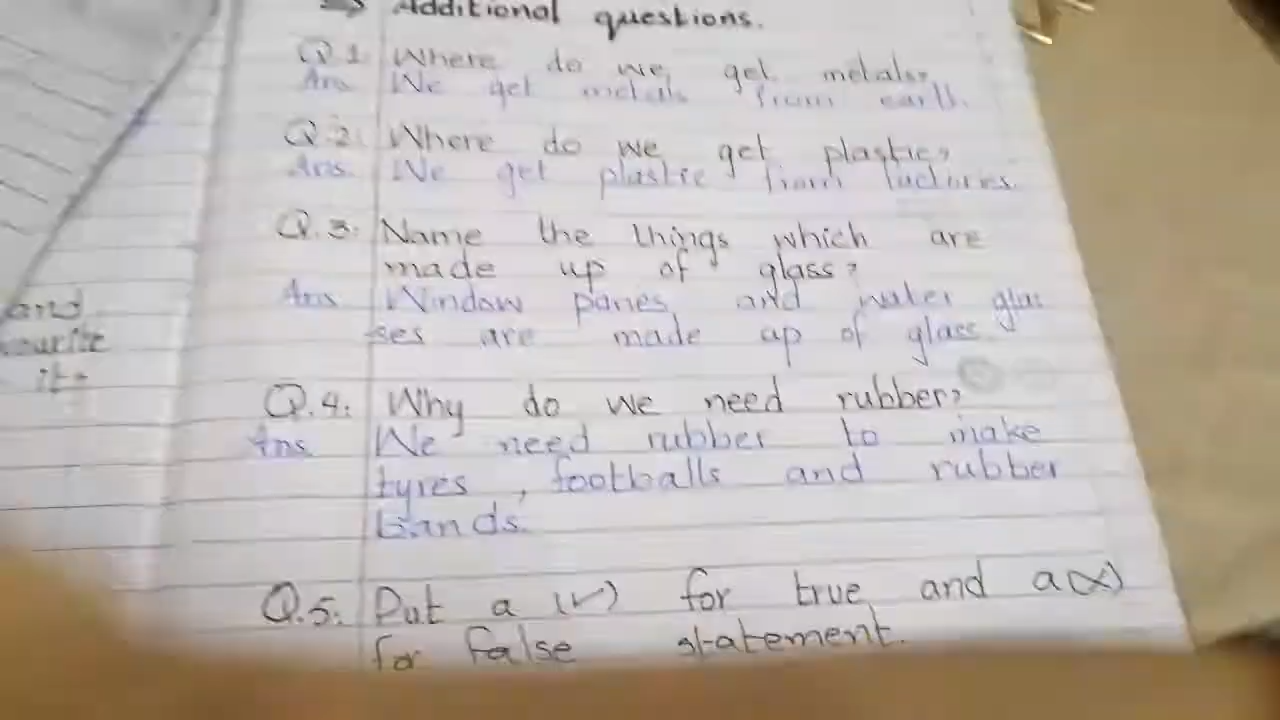 Additional questions.
Q.1. Where do we get metals?
Ans We get metals from earth.
Q.2. Where do we get plastic?
Ans. We get plastic from factories.
Q.3. Name the things which are
made up of glass?
Ans Window panes and water glas
ses are made up of glass.
and
it.
Q.4. Why do we need rubber?
Ans We need rubber to make
tyres, footballs and rubber
bands.
Q.5. Put a (✓) for true and a (x)
for false statement.